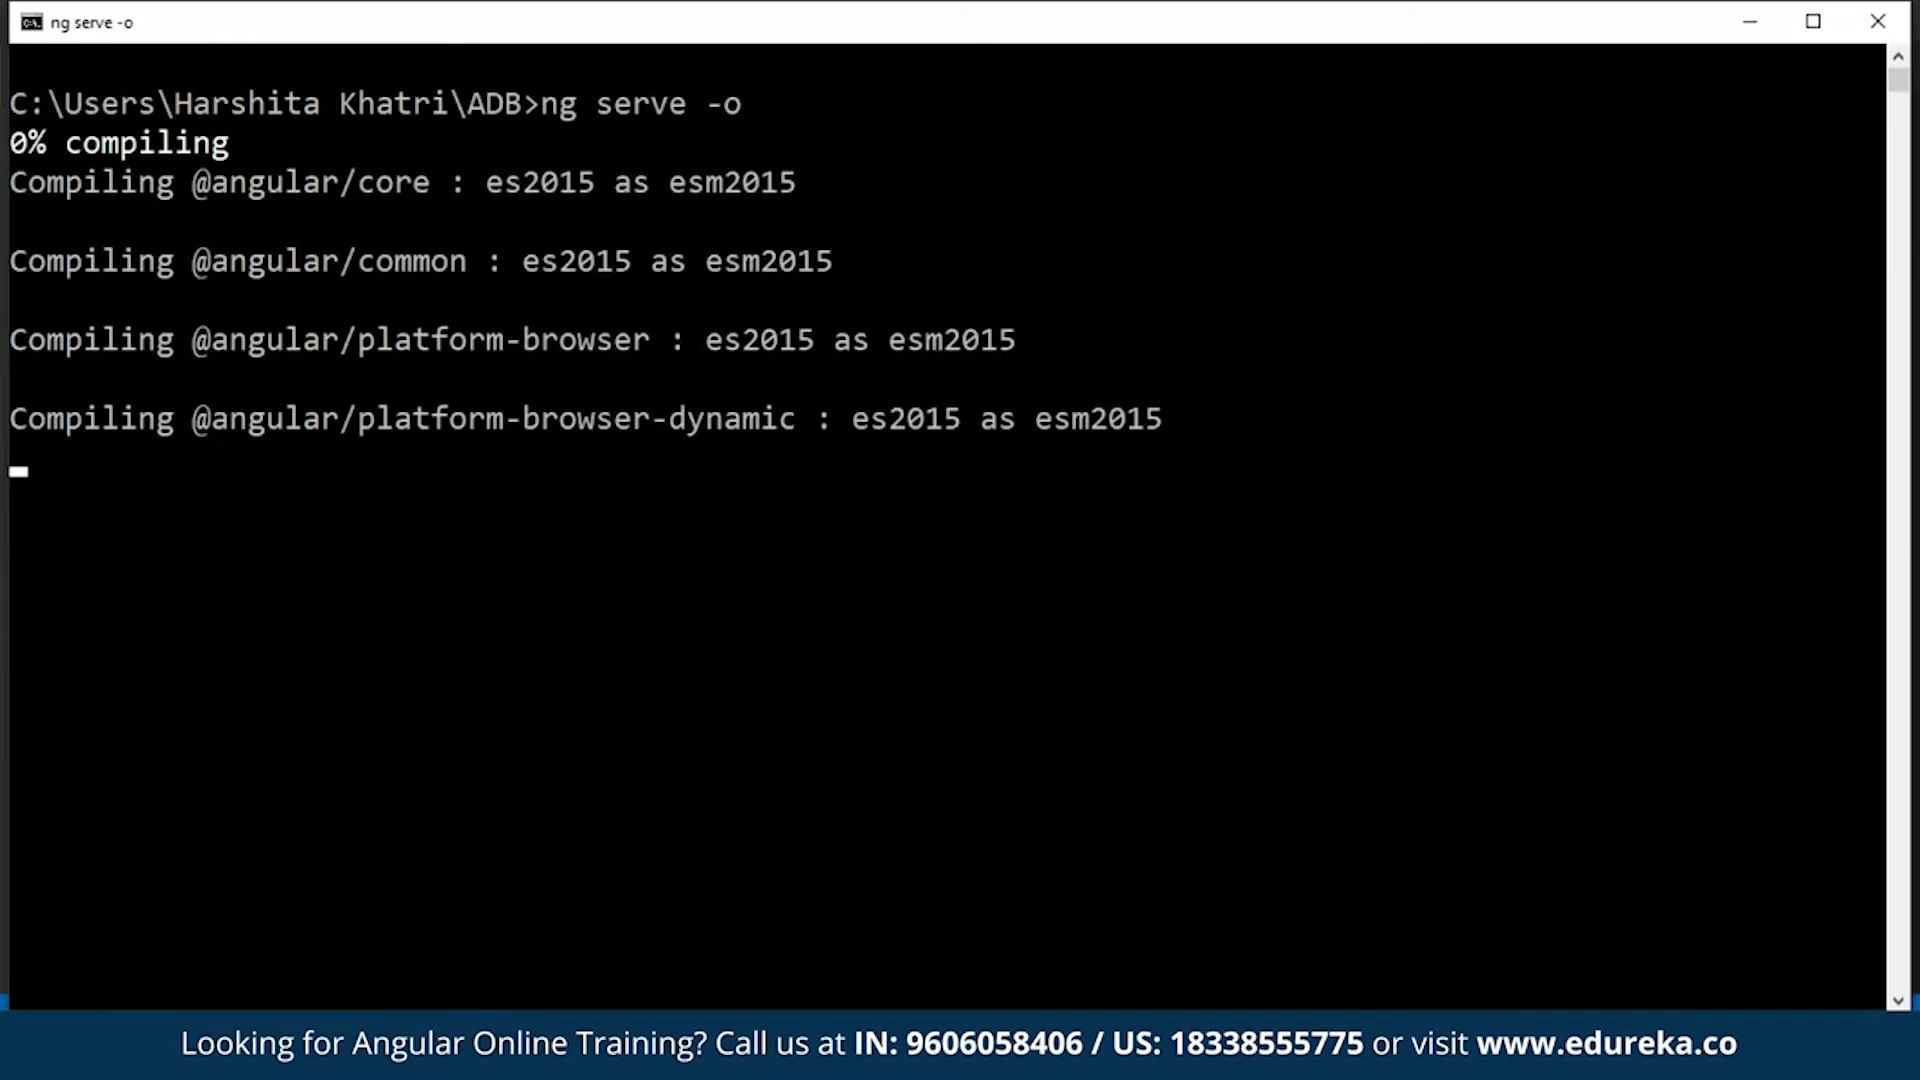 ng serve -o
C:\Users\Harshita Khatri\ADB>ng serve -o
0% compiling
Compiling @angular/core : es2015 as esm2015
Compiling @angular/common : es2015 as esm2015
Compiling @angular/platform-browser : es2015 as esm2015
Compiling @angular/platform-browser-dynamic : es2015 as esm2015
Looking for Angular Online Training? Call us at IN: 9606058406 / US: 18338555775 or visit www.edureka.co